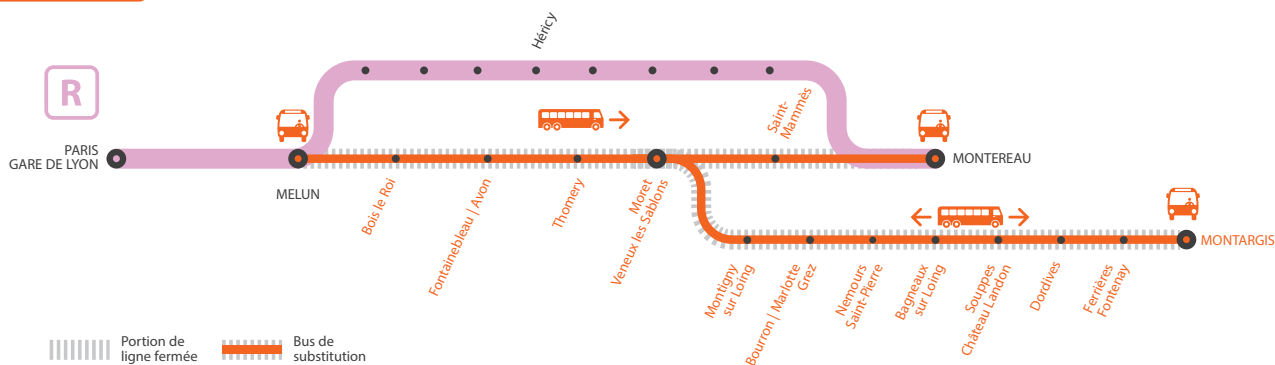 Héricy
R
Saint-
Mammès
PARIS
GARE DE LYON
MELUN
MONTEREAU
Bois le Roi
Fontainebleau | Avon
Thomery
Moret
Veneux les Sablons
MONTARGIS
Montigny
sur Loing
Bourron | Marlotte
Grez
Nemours
Saint-Pierre
Bagneaux
sur Loing
Souppes
Château Landon
Dordives
Ferrières
Fontenay
Portion de
ligne fermée
Bus de
substitution